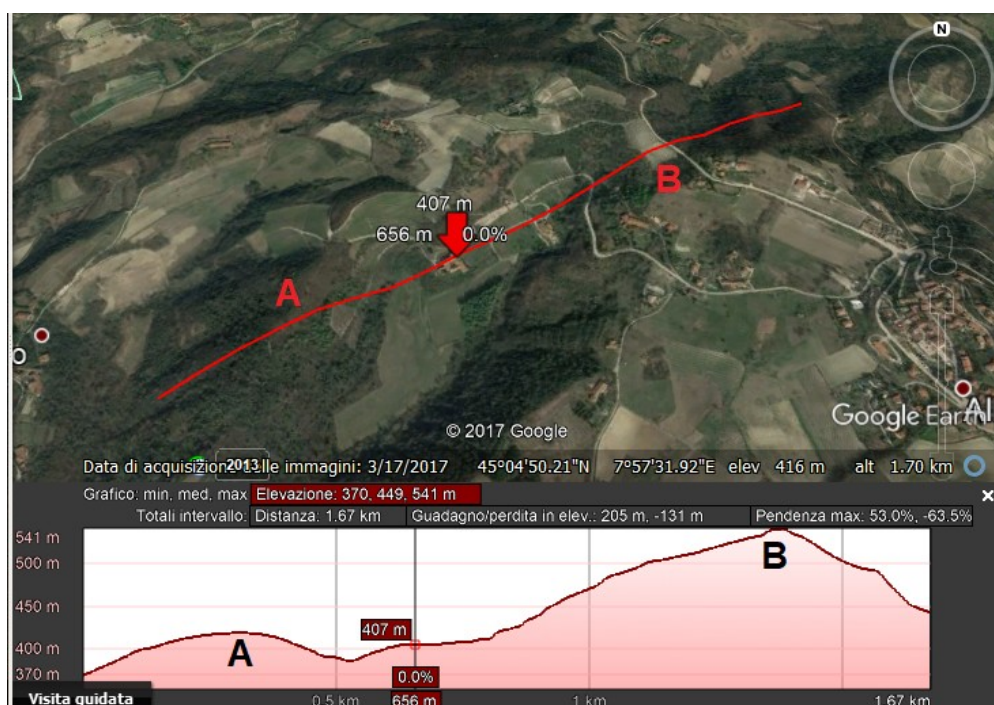 N
407 m
656 m 0.0%
A
B
O
© 2017 Google
Google Earth
Al
2013
Data di acquisizione delle immagini: 3/17/2017 45°04'50.21"N 7°57'31.92"E elev 416 m alt 1.70 km
Grafico: min, med, max Elevazione: 370, 449, 541 m
Totali intervallo: Distanza: 1.67 km Guadagno/perdita in elev.: 205 m, -131 m Pendenza max: 53.0%, -63.5%
541 m
500 m
450 m
400 m
370 m
A
B
407 m
0.0%
Visita guidata 0.5 km 656 m 1 km 1.67 km